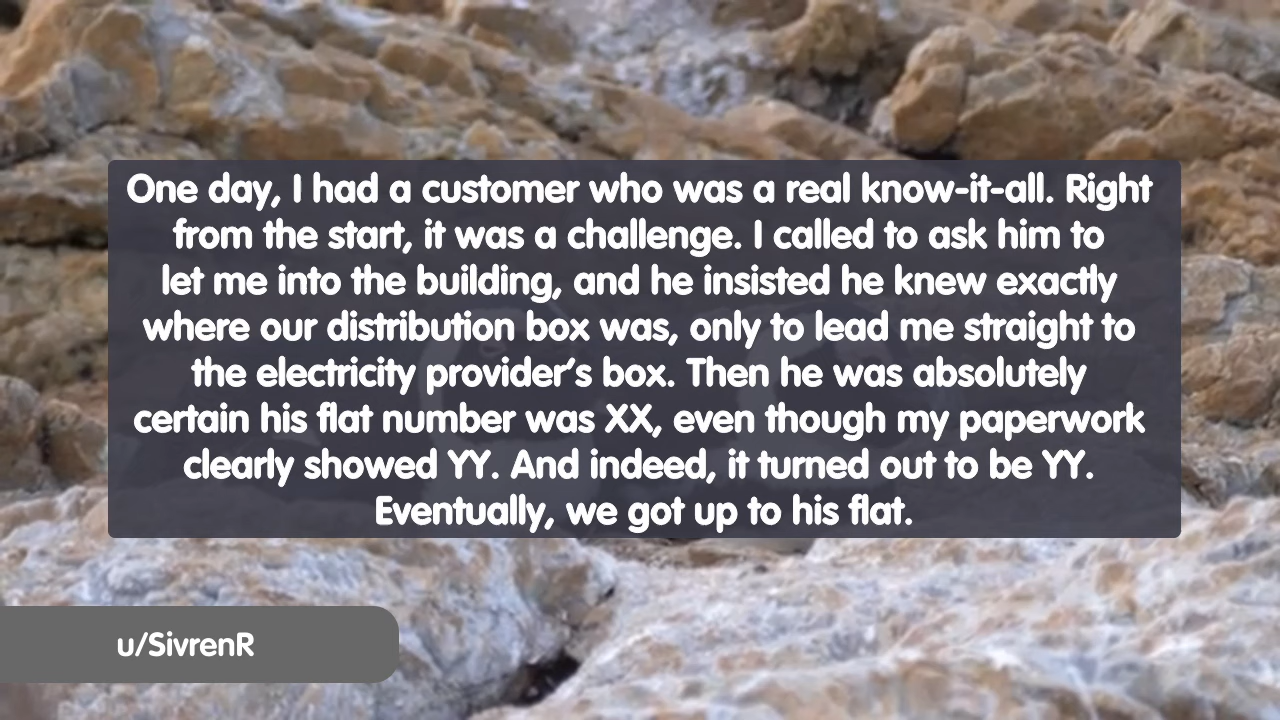 One day, I had a customer who was a real know-it-all. Right
from the start, it was a challenge. I called to ask him to
let me into the building, and he insisted he knew exactly
where our distribution box was, only to lead me straight to
the electricity provider’s box. Then he was absolutely
certain his flat number was XX, even though my paperwork
clearly showed YY. And indeed, it turned out to be YY.
Eventually, we got up to his flat.
u/SivrenR